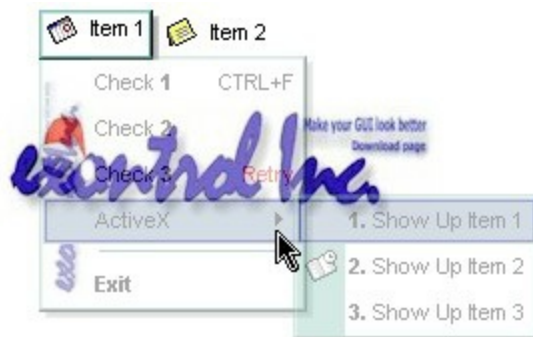 Item 1 Item 2
Check 1 CTRL+F
Check 2
Make your GUI look better
Download page
Check 3 Retry
exontrol Inc.
ActiveX
1. Show Up Item 1
2. Show Up Item 2
Exit
3. Show Up Item 3
exo